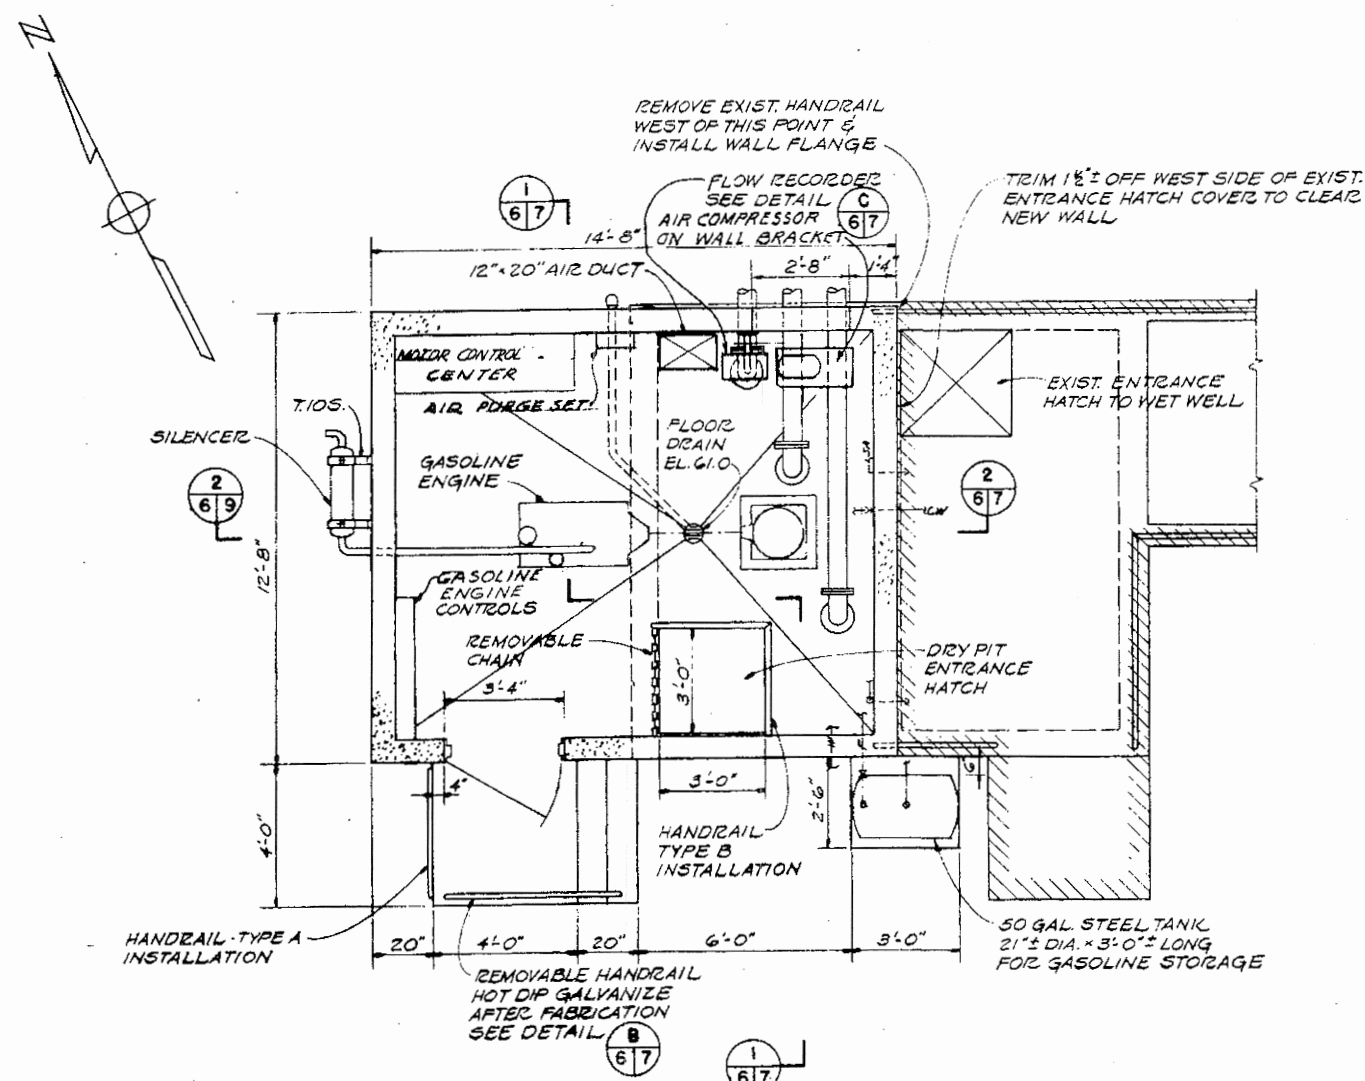 N
REMOVE EXIST. HANDRAIL
WEST OF THIS POINT &
INSTALL WALL FLANGE
FLOW RECORDER
SEE DETAIL
AIR COMPRESSOR
ON WALL BRACKET
C
6 7
TRIM 1½"± OFF WEST SIDE OF EXIST.
ENTRANCE HATCH COVER TO CLEAR
NEW WALL
1
6 7
14'-8"
12"×20" AIR DUCT
2'-8"
1'-4"
MOTOR CONTROL
CENTER
AIR PURGE SET
EXIST. ENTRANCE
HATCH TO WET WELL
T.10S.
SILENCER
2
6 9
GASOLINE
ENGINE
FLOOR
DRAIN
EL. 61.0
2
6 7
12'-8"
GASOLINE
ENGINE
CONTROLS
REMOVABLE
CHAIN
3'-4"
3'-0"
DRY PIT
ENTRANCE
HATCH
4"
3'-0"
2'-6"
6"
4'-0"
HANDRAIL
TYPE B
INSTALLATION
HANDRAIL - TYPE A
INSTALLATION
20"
4'-0"
20"
6'-0"
3'-0"
50 GAL. STEEL TANK
21"± DIA. × 3'-0"± LONG
FOR GASOLINE STORAGE
REMOVABLE HANDRAIL
HOT DIP GALVANIZE
AFTER FABRICATION
SEE DETAIL
B
6 7
1
6 7